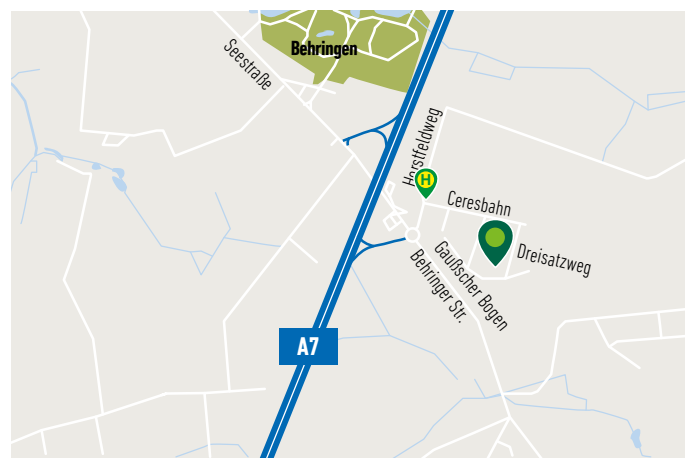 Behringen
Seestraße
Horstfeldweg
H
Ceresbahn
Dreisatzweg
Gaußscher Bogen
Behringer Str.
A7